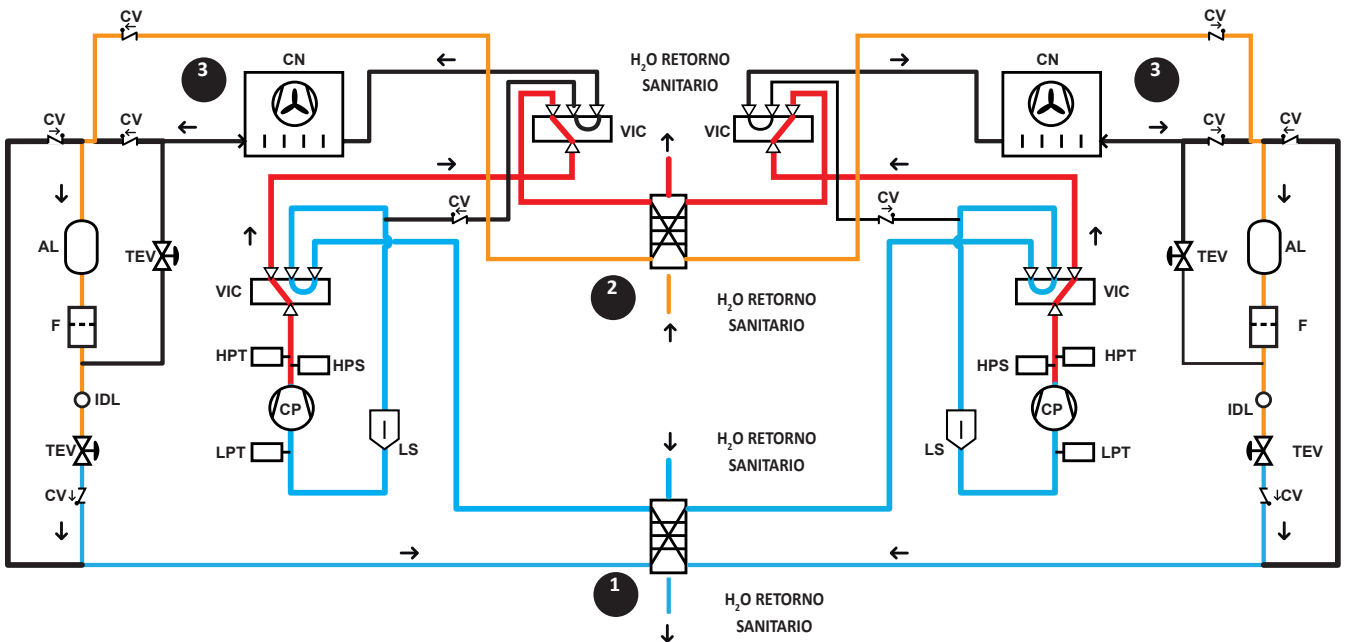 CV
CV
CN
3
H₂O RETORNO
SANITARIO
CN
3
CV
CV
VIC
VIC
CV
CV
CV
CV
AL
TEV
TEV
AL
VIC
2
H₂O RETORNO
SANITARIO
VIC
F
HPT
HPS
HPS
HPT
F
IDL
CP
CP
IDL
TEV
LPT
LS
H₂O RETORNO
SANITARIO
LS
LPT
TEV
CV
CV
1
H₂O RETORNO
SANITARIO